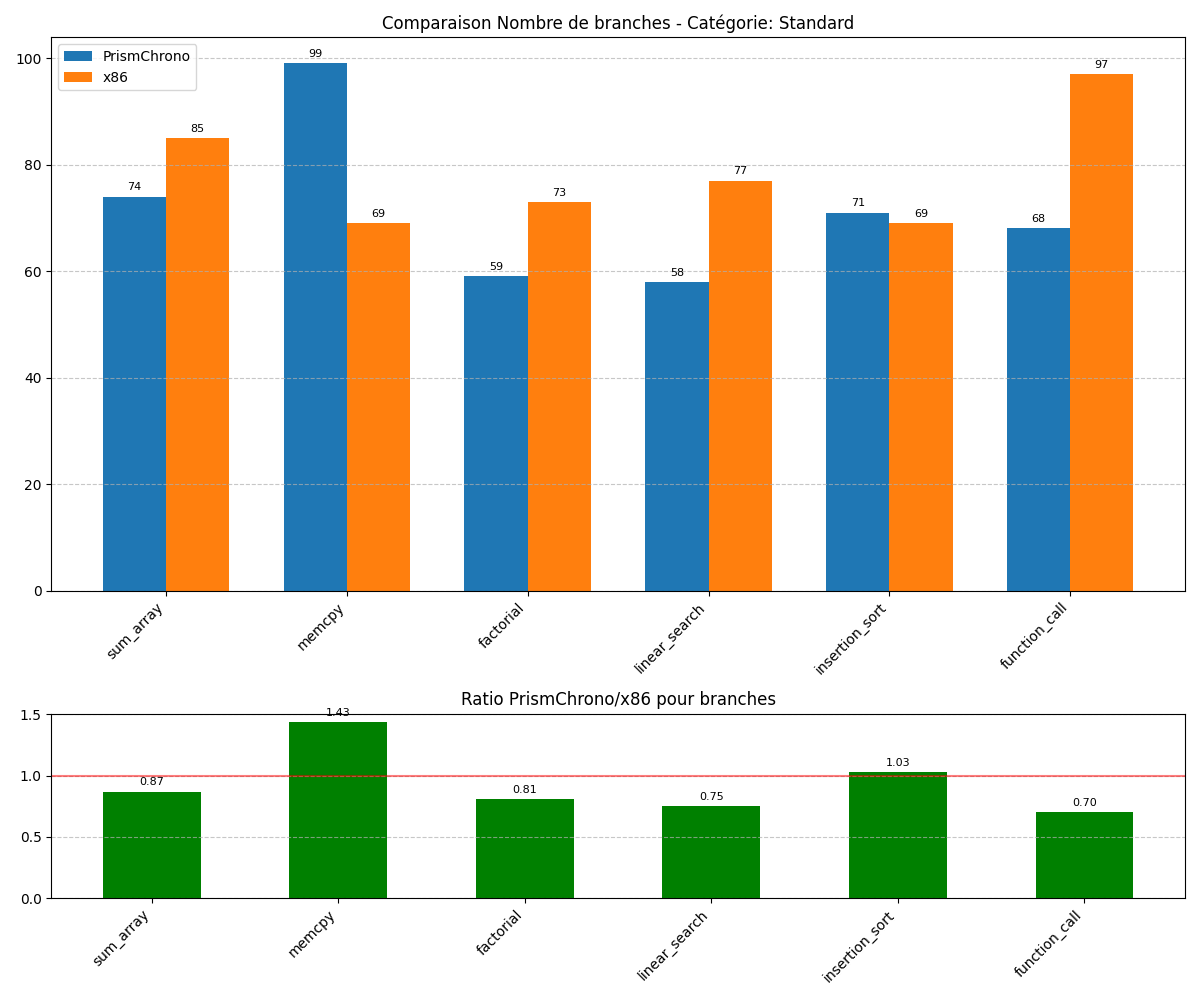 Comparaison Nombre de branches - Catégorie: Standard
PrismChrono
x86
100
80
60
40
20
0
74
85
99
69
59
73
58
77
71
69
68
97
sum_array
memcpy
factorial
linear_search
insertion_sort
function_call
Ratio PrismChrono/x86 pour branches
1.5
1.0
0.5
0.0
0.87
1.43
0.81
0.75
1.03
0.70
sum_array
memcpy
factorial
linear_search
insertion_sort
function_call